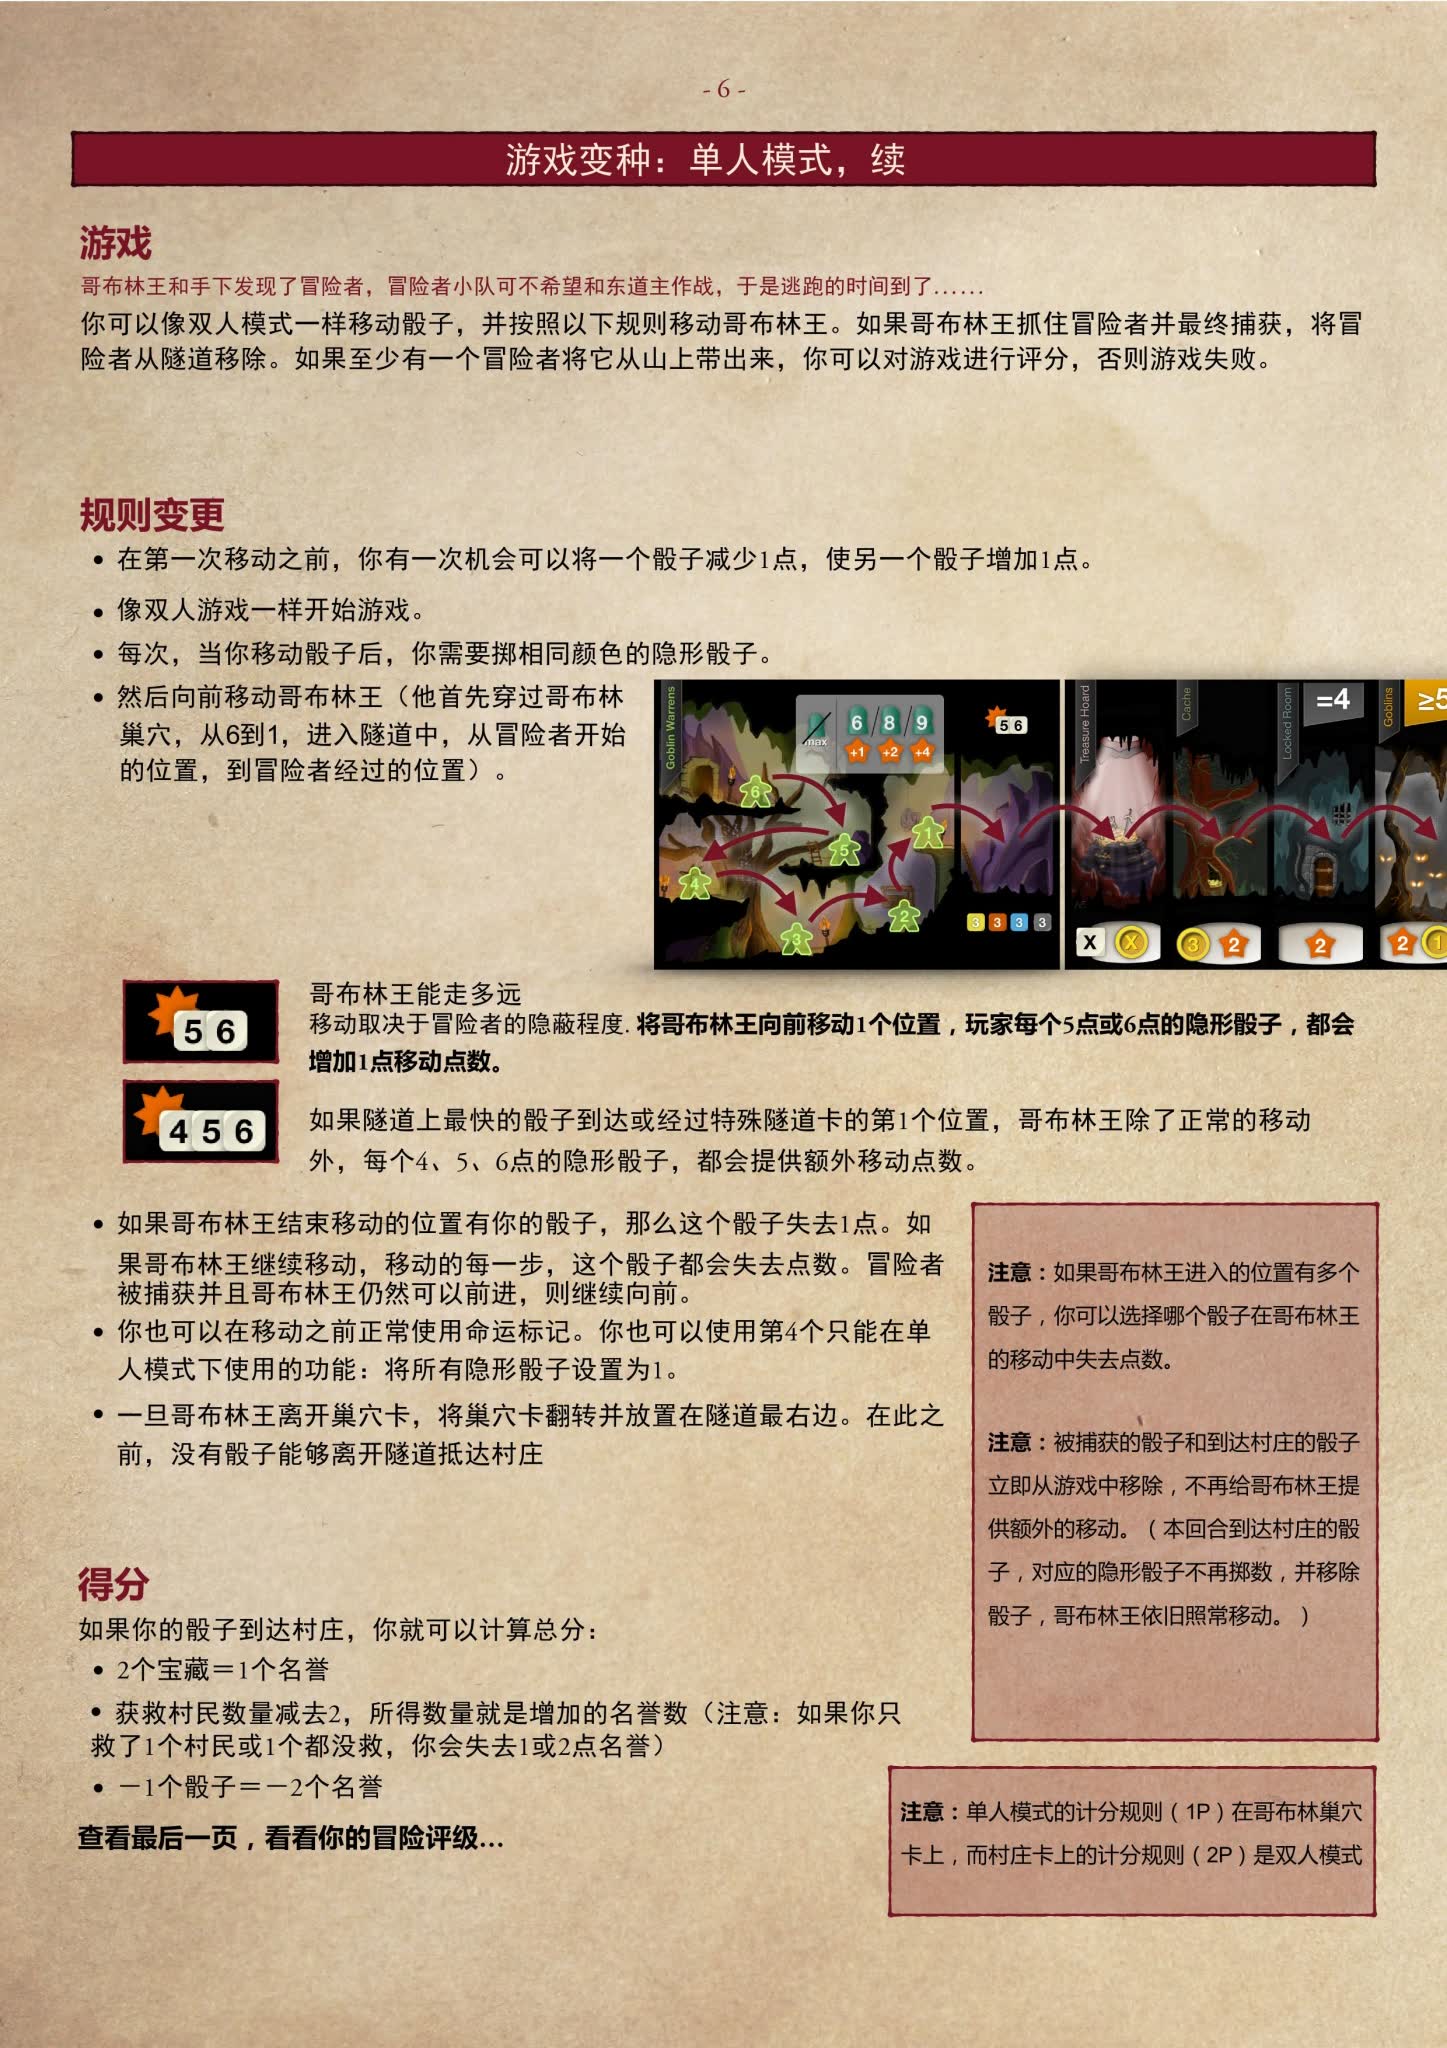 - 6 -
游戏变种：单人模式，续
游戏
哥布林王和手下发现了冒险者，冒险者小队可不希望和东道主作战，于是逃跑的时间到了……
你可以像双人模式一样移动骰子，并按照以下规则移动哥布林王。如果哥布林王抓住冒险者并最终捕获，将冒
险者从隧道移除。如果至少有一个冒险者将它从山上带出来，你可以对游戏进行评分，否则游戏失败。
规则变更
• 在第一次移动之前，你有一次机会可以将一个骰子减少1点，使另一个骰子增加1点。
• 像双人游戏一样开始游戏。
• 每次，当你移动骰子后，你需要掷相同颜色的隐形骰子。
• 然后向前移动哥布林王（他首先穿过哥布林
巢穴，从6到1，进入隧道中，从冒险者开始
的位置，到冒险者经过的位置）。
Goblin Warrens
max
6 / 8 / 9
+1 +2 +4
5 6
6
5
4
3
2
1
3 3 3 3
Treasure Hoard
X X
Cache
3 2
Locked Room
=4
2
Goblins
≥5
2 1
5 6
哥布林王能走多远
移动取决于冒险者的隐蔽程度. 将哥布林王向前移动1个位置，玩家每个5点或6点的隐形骰子，都会
增加1点移动点数。
4 5 6
如果隧道上最快的骰子到达或经过特殊隧道卡的第1个位置，哥布林王除了正常的移动
外，每个4、5、6点的隐形骰子，都会提供额外移动点数。
• 如果哥布林王结束移动的位置有你的骰子，那么这个骰子失去1点。如
果哥布林王继续移动，移动的每一步，这个骰子都会失去点数。冒险者
被捕获并且哥布林王仍然可以前进，则继续向前。
• 你也可以在移动之前正常使用命运标记。你也可以使用第4个只能在单
人模式下使用的功能：将所有隐形骰子设置为1。
• 一旦哥布林王离开巢穴卡，将巢穴卡翻转并放置在隧道最右边。在此之
前，没有骰子能够离开隧道抵达村庄
注意：如果哥布林王进入的位置有多个
骰子，你可以选择哪个骰子在哥布林王
的移动中失去点数。
注意：被捕获的骰子和到达村庄的骰子
立即从游戏中移除，不再给哥布林王提
供额外的移动。（本回合到达村庄的骰
子，对应的隐形骰子不再掷数，并移除
骰子，哥布林王依旧照常移动。）
得分
如果你的骰子到达村庄，你就可以计算总分：
• 2个宝藏＝1个名誉
• 获救村民数量减去2，所得数量就是增加的名誉数（注意：如果你只
救了1个村民或1个都没救，你会失去1或2点名誉）
• －1个骰子＝－2个名誉
查看最后一页，看看你的冒险评级...
注意：单人模式的计分规则（1P）在哥布林巢穴
卡上，而村庄卡上的计分规则（2P）是双人模式